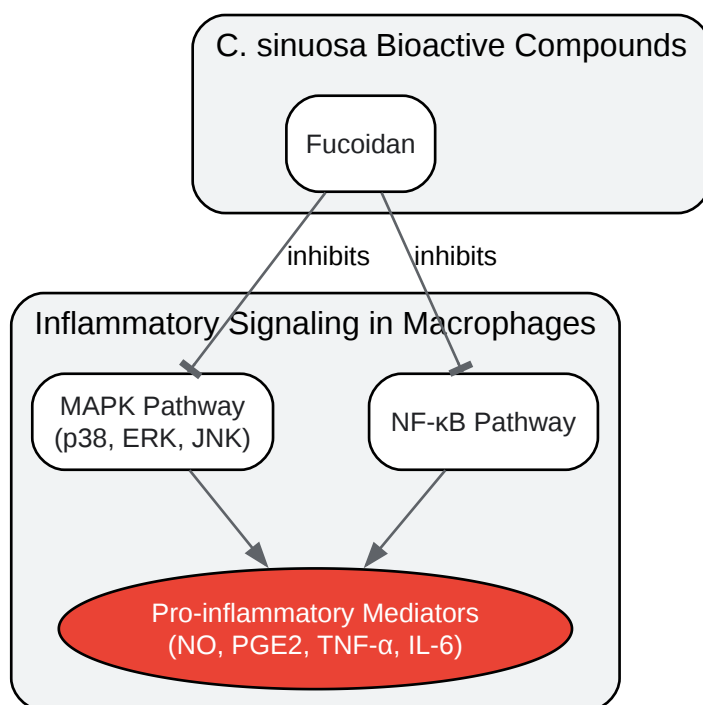 C. sinuosa Bioactive Compounds
Fucoidan
inhibits
inhibits
Inflammatory Signaling in Macrophages
MAPK Pathway
(p38, ERK, JNK)
NF-κB Pathway
Pro-inflammatory Mediators
(NO, PGE2, TNF-α, IL-6)